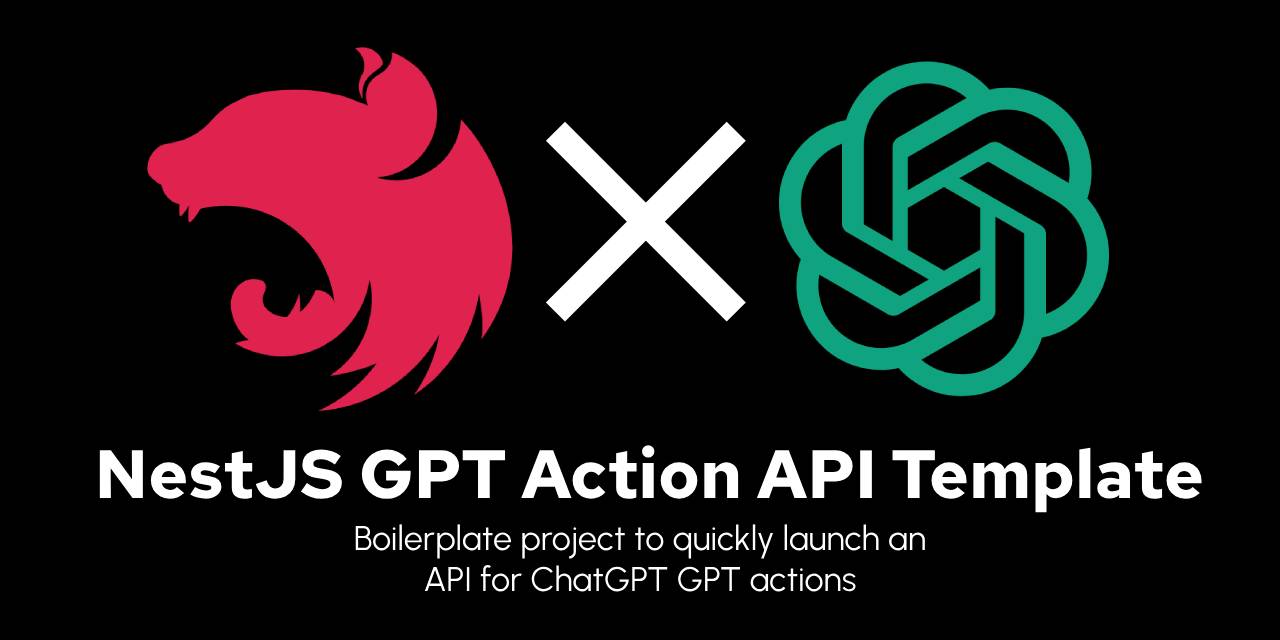 NestJS GPT Action API Template
Boilerplate project to quickly launch an
API for ChatGPT GPT actions